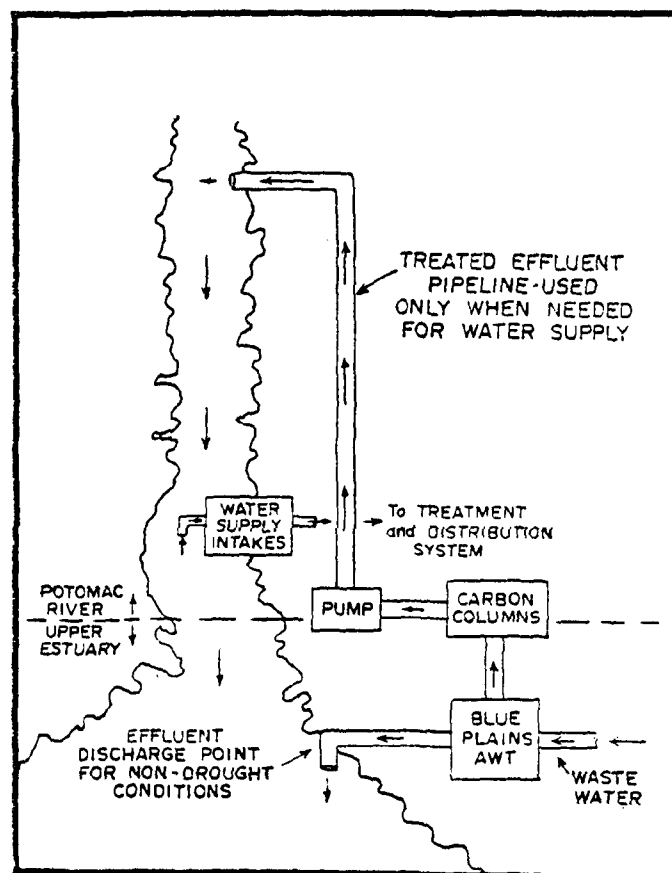 TREATED EFFLUENT
PIPELINE-USED
ONLY WHEN NEEDED
FOR WATER SUPPLY
WATER
SUPPLY
INTAKES
To TREATMENT
and DISTRIBUTION
SYSTEM
POTOMAC
RIVER
UPPER
ESTUARY
PUMP
CARBON
COLUMNS
EFFLUENT
DISCHARGE POINT
FOR NON-DROUGHT
CONDITIONS
BLUE
PLAINS
AWT
WASTE
WATER